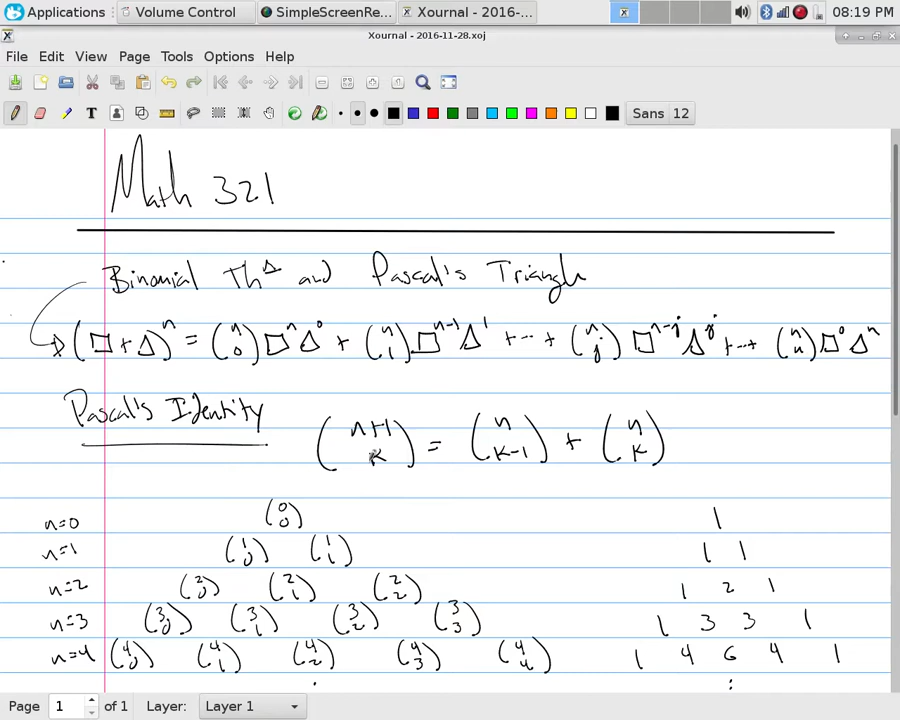 Applications Volume Control SimpleScreenRe... Xournal - 2016-... 08:19 PM
Xournal - 2016-11-28.xoj
File Edit View Page Tools Options Help
T Sans 12
Math 321
Binomial Th^Δ and Pascal's Triangle
(□ + Δ)^n = (n 0) □^n Δ^0 + (n 1) □^{n-1} Δ^1 + ... + (n j) □^{n-j} Δ^j + ... + (n n) □^0 Δ^n
Pascal's Identity
(n+1 k) = (n k-1) + (n k)
n=0 (0 0) 1
n=1 (1 0) (1 1) 1 1
n=2 (2 0) (2 1) (2 2) 1 2 1
n=3 (3 0) (3 1) (3 2) (3 3) 1 3 3 1
n=4 (4 0) (4 1) (4 2) (4 3) (4 4) 1 4 6 4 1
Page 1 of 1 Layer: Layer 1